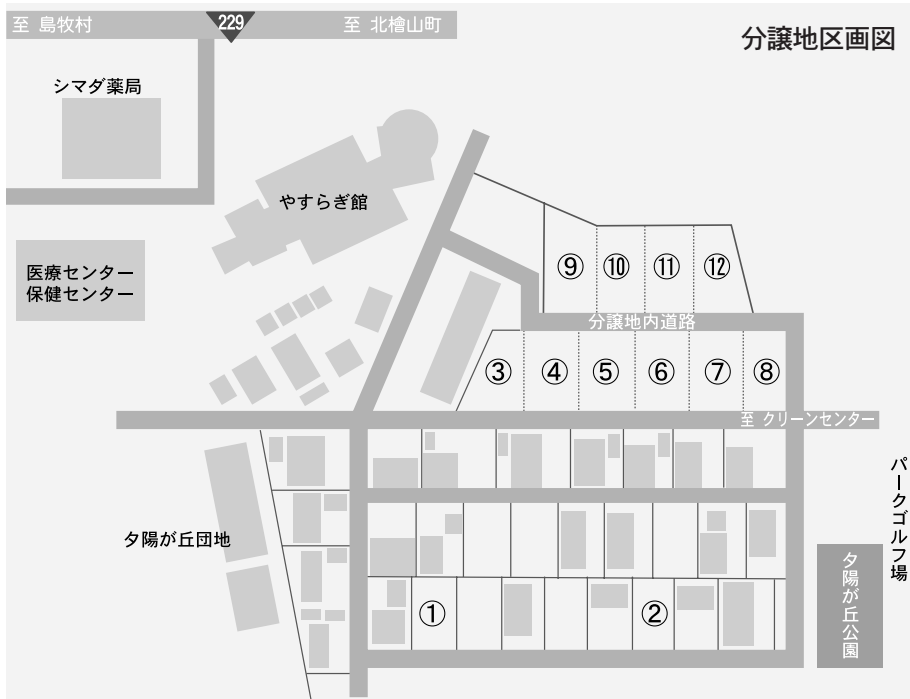 至 島牧村
229
至 北檜山町
分譲地区画図
シマダ薬局
やすらぎ館
医療センター
保健センター
⑨
⑩
⑪
⑫
分譲地内道路
③
④
⑤
⑥
⑦
⑧
至 クリーンセンター
パークゴルフ場
夕陽が丘団地
夕陽が丘公園
①
②